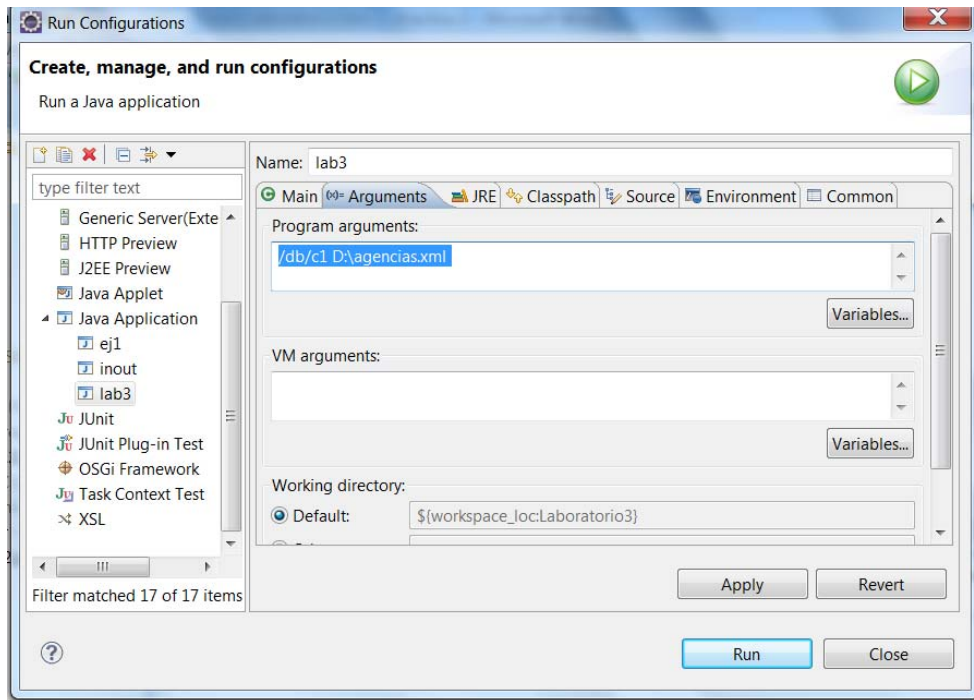 Run Configurations
Create, manage, and run configurations
Run a Java application
type filter text
Generic Server(Exte
HTTP Preview
J2EE Preview
Java Applet
Java Application
ej1
inout
lab3
JUnit
JUnit Plug-in Test
OSGi Framework
Task Context Test
XSL
Filter matched 17 of 17 items
Name: lab3
Main Arguments JRE Classpath Source Environment Common
Program arguments:
/db/c1 D:\agencias.xml
Variables...
VM arguments:
Variables...
Working directory:
Default: ${workspace_loc:Laboratorio3}
Apply Revert
Run Close